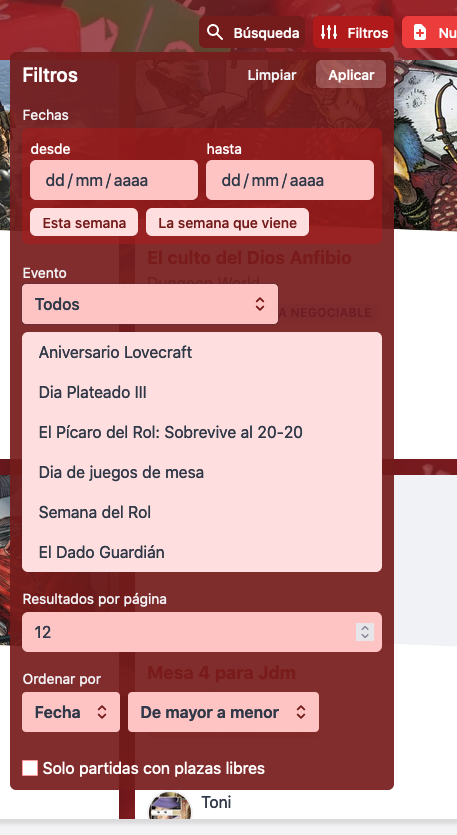 Búsqueda Filtros Nu
Filtros Limpiar Aplicar
Fechas
desde hasta
dd/mm/aaaa dd/mm/aaaa
Esta semana La semana que viene
El culto del Dios Anfibio
Dungeon World
Evento
Todos
A NEGOCIABLE
Aniversario Lovecraft
Dia Plateado III
El Pícaro del Rol: Sobrevive al 20-20
Dia de juegos de mesa
Semana del Rol
El Dado Guardián
Resultados por página
12
Mesa 4 para Jdm
Ordenar por
Fecha De mayor a menor
Solo partidas con plazas libres
Toni